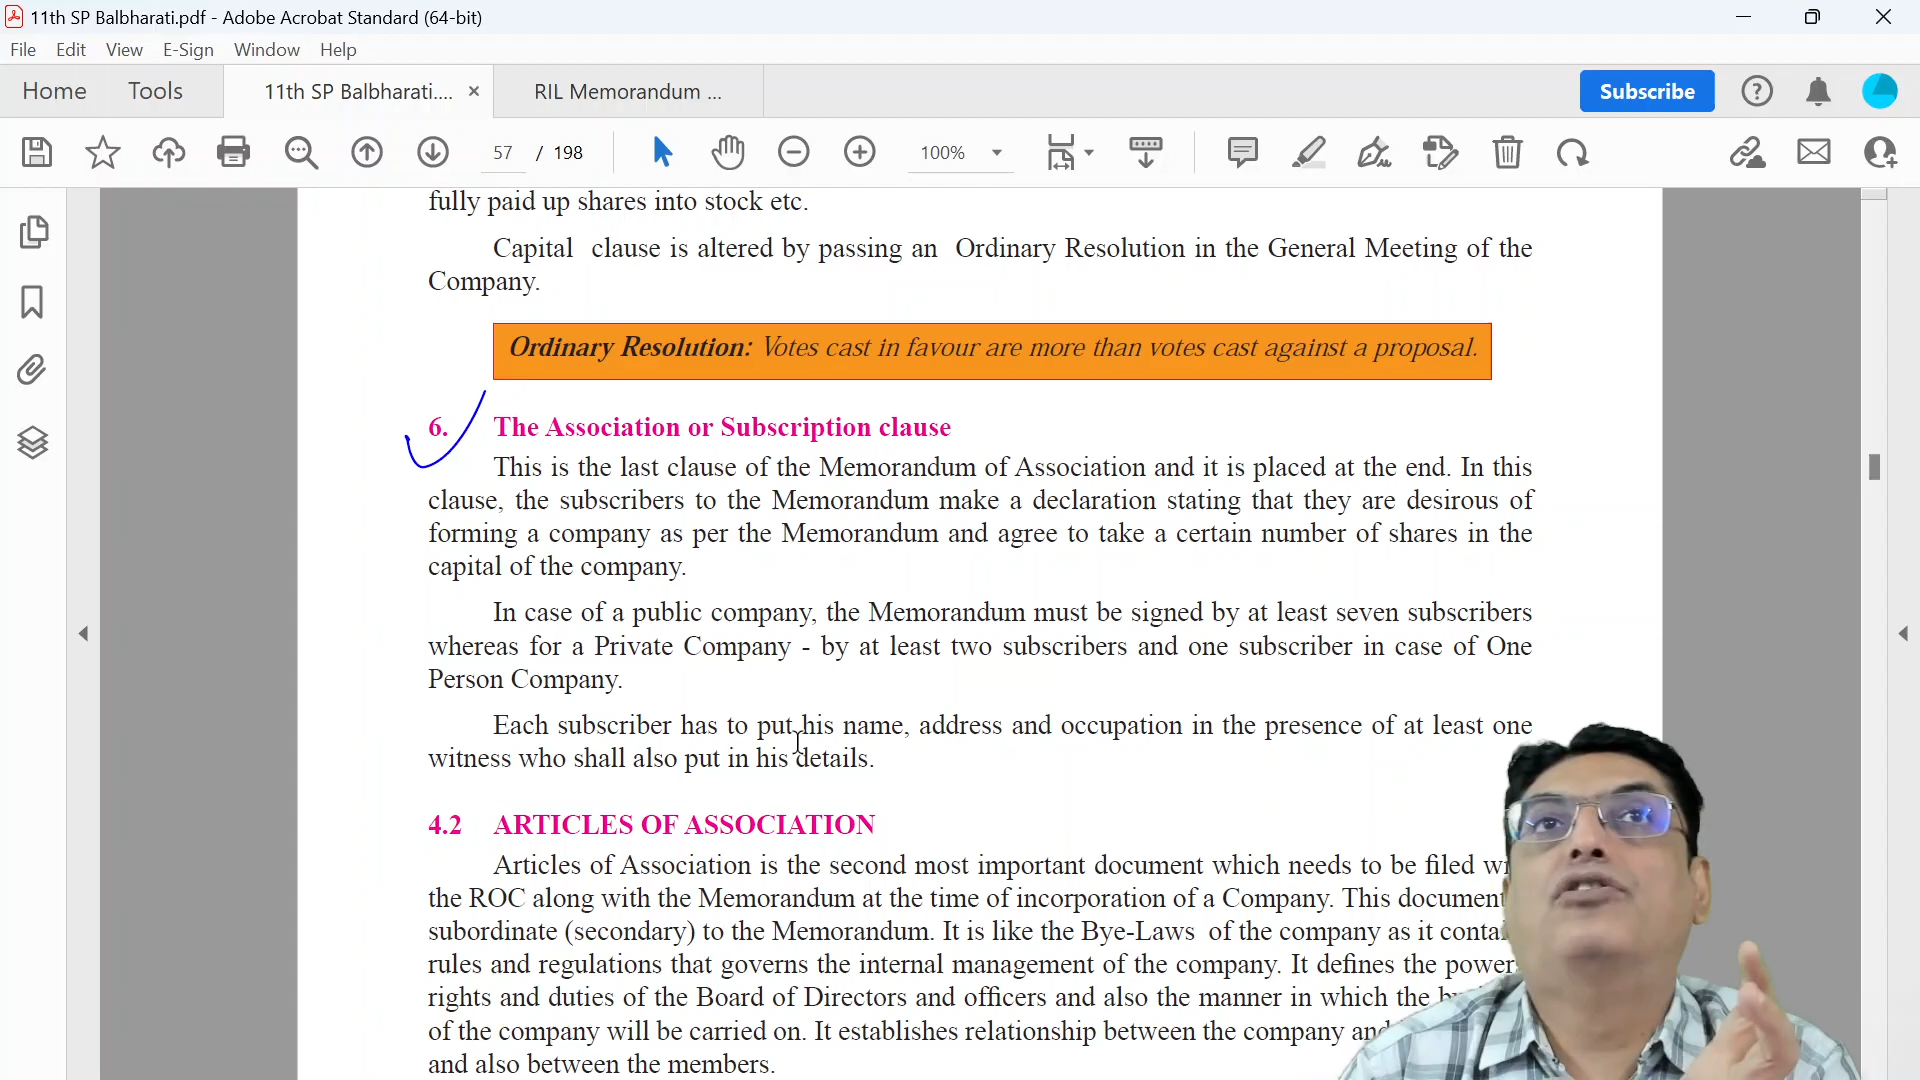 11th SP Balbharati.pdf - Adobe Acrobat Standard (64-bit)
File Edit View E-Sign Window Help
Home Tools 11th SP Balbharati.... × RIL Memorandum ... Subscribe
57 / 198 100%
fully paid up shares into stock etc.
Capital clause is altered by passing an Ordinary Resolution in the General Meeting of the
Company.
Ordinary Resolution: Votes cast in favour are more than votes cast against a proposal.
6. The Association or Subscription clause
This is the last clause of the Memorandum of Association and it is placed at the end. In this
clause, the subscribers to the Memorandum make a declaration stating that they are desirous of
forming a company as per the Memorandum and agree to take a certain number of shares in the
capital of the company.
In case of a public company, the Memorandum must be signed by at least seven subscribers
whereas for a Private Company - by at least two subscribers and one subscriber in case of One
Person Company.
Each subscriber has to put his name, address and occupation in the presence of at least one
witness who shall also put in his details.
4.2 ARTICLES OF ASSOCIATION
Articles of Association is the second most important document which needs to be filed
the ROC along with the Memorandum at the time of incorporation of a Company. This document
subordinate (secondary) to the Memorandum. It is like the Bye-Laws of the company as it
rules and regulations that governs the internal management of the company. It defines the
rights and duties of the Board of Directors and officers and also the manner in which the
of the company will be carried on. It establishes relationship between the company
and also between the members.